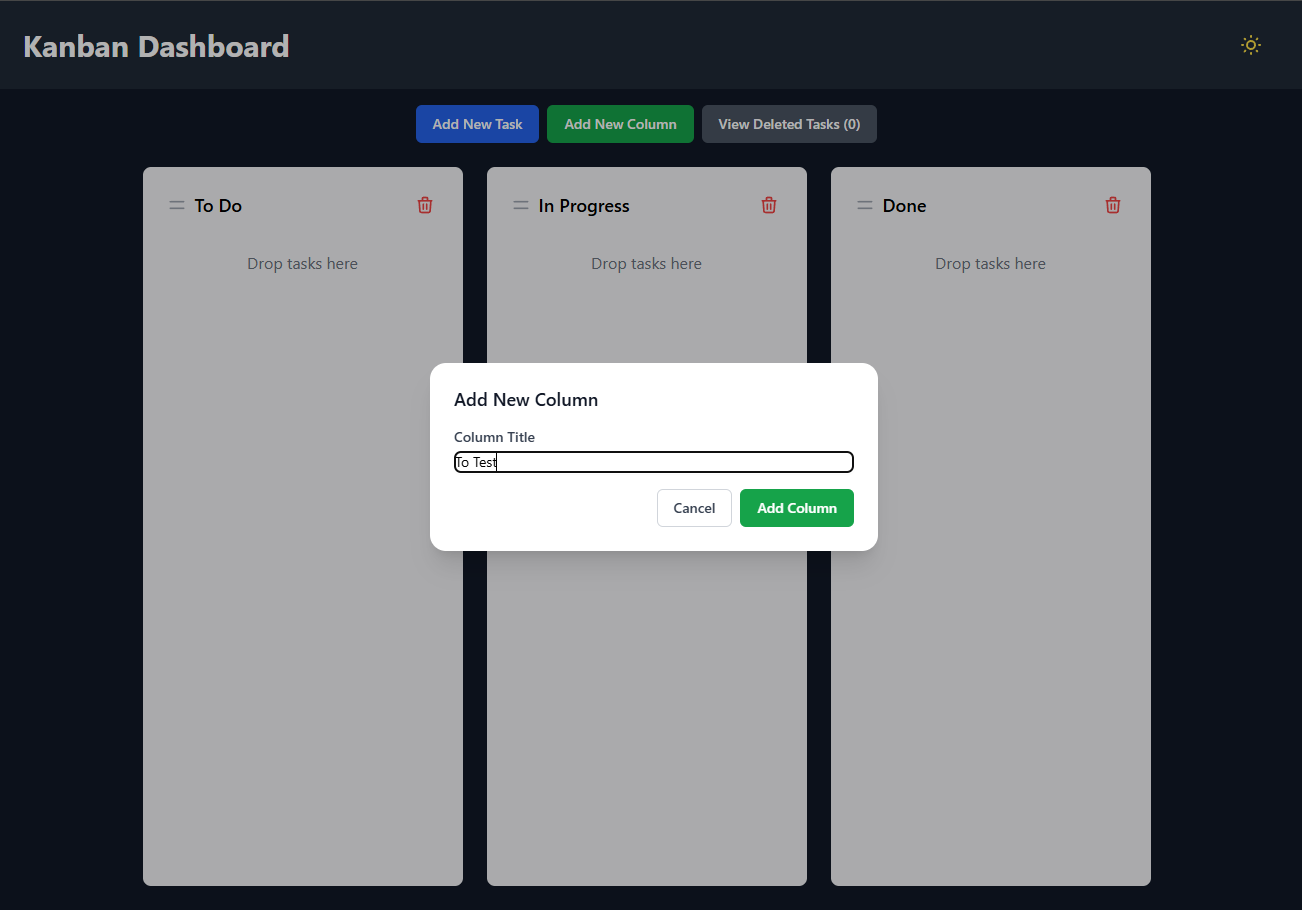 Kanban Dashboard
Add New Task
Add New Column
View Deleted Tasks (0)
To Do
In Progress
Done
Drop tasks here
Drop tasks here
Drop tasks here
Add New Column
Column Title
To Test
Cancel
Add Column